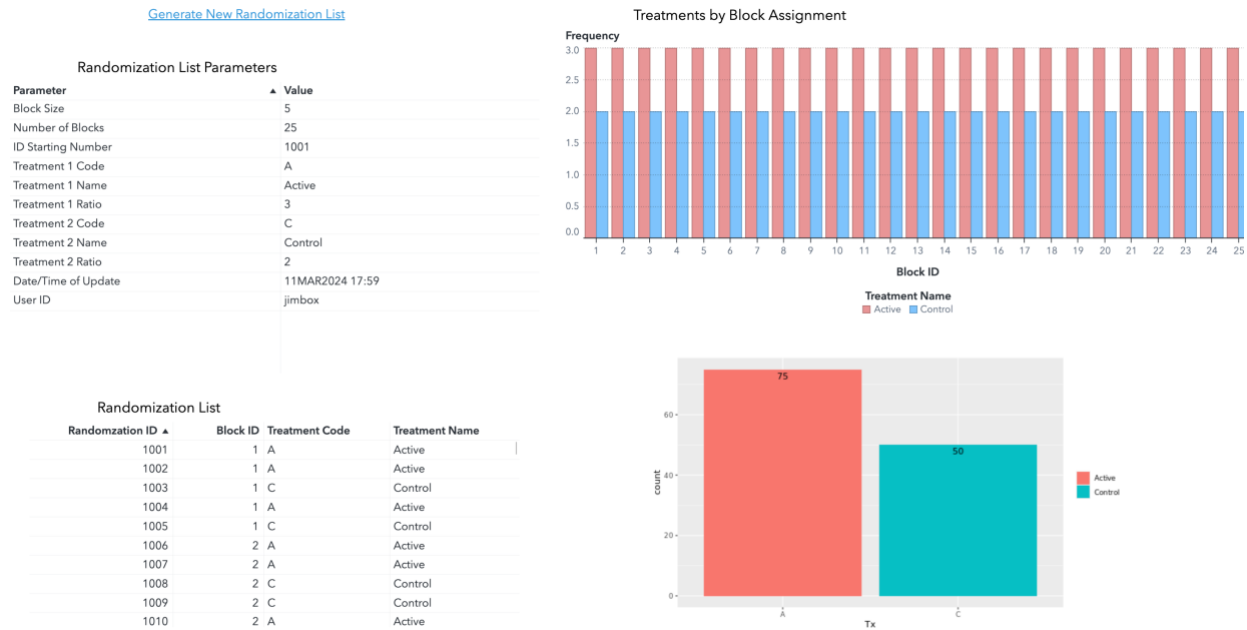 Generate New Randomization List
Randomization List Parameters
Parameter ▲ Value
Block Size 5
Number of Blocks 25
ID Starting Number 1001
Treatment 1 Code A
Treatment 1 Name Active
Treatment 1 Ratio 3
Treatment 2 Code C
Treatment 2 Name Control
Treatment 2 Ratio 2
Date/Time of Update 11MAR2024 17:59
User ID jimbox
Randomization List
Randomzation ID ▲ Block ID Treatment Code Treatment Name
1001 1 A Active
1002 1 A Active
1003 1 C Control
1004 1 A Active
1005 1 C Control
1006 2 A Active
1007 2 A Active
1008 2 C Control
1009 2 C Control
1010 2 A Active
Treatments by Block Assignment
Frequency
3.0
2.5
2.0
1.5
1.0
0.5
0.0
1 2 3 4 5 6 7 8 9 10 11 12 13 14 15 16 17 18 19 20 21 22 23 24 25
Block ID
Treatment Name
Active Control
75
50
60
40
20
0
count
A C
Tx
Active
Control